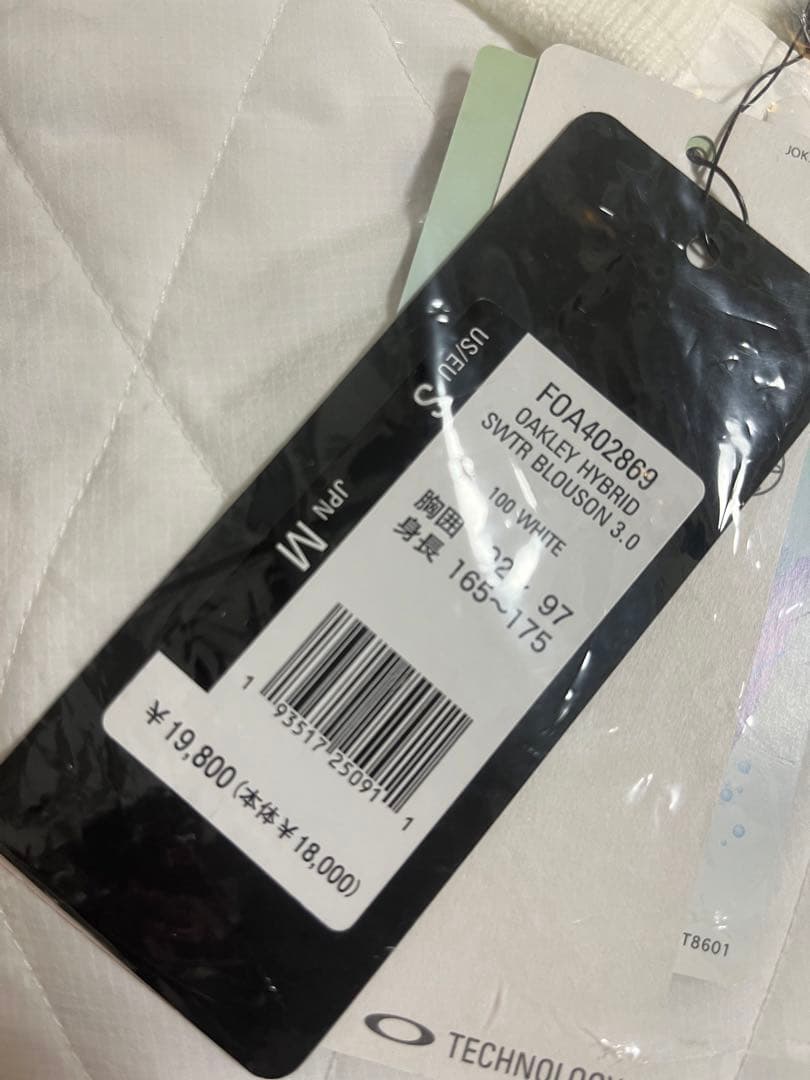 JOK
US/EU S
JPN M
FOA402869
OAKLEY HYBRID
SWTR BLOUSON 3.0
100 WHITE
胸囲 97
身長 165~175
1 93517 25091 1
¥19,800(本体¥18,000)
T8601
TECHNOLOGY